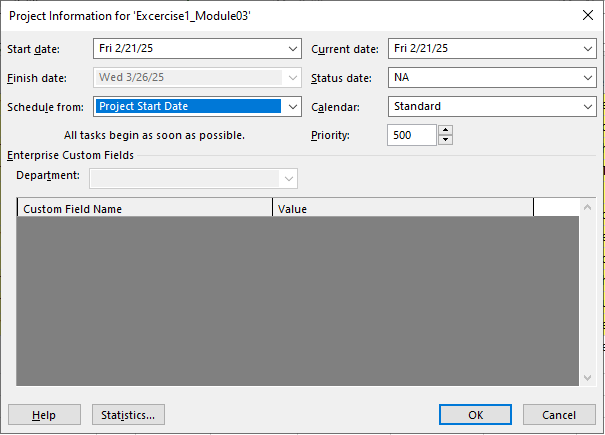 Project Information for 'Excercise1_Module03'
Start date: Fri 2/21/25 Current date: Fri 2/21/25
Finish date: Wed 3/26/25 Status date: NA
Schedule from: Project Start Date Calendar: Standard
All tasks begin as soon as possible. Priority: 500
Enterprise Custom Fields
Department:
Custom Field Name Value
Help Statistics... OK Cancel